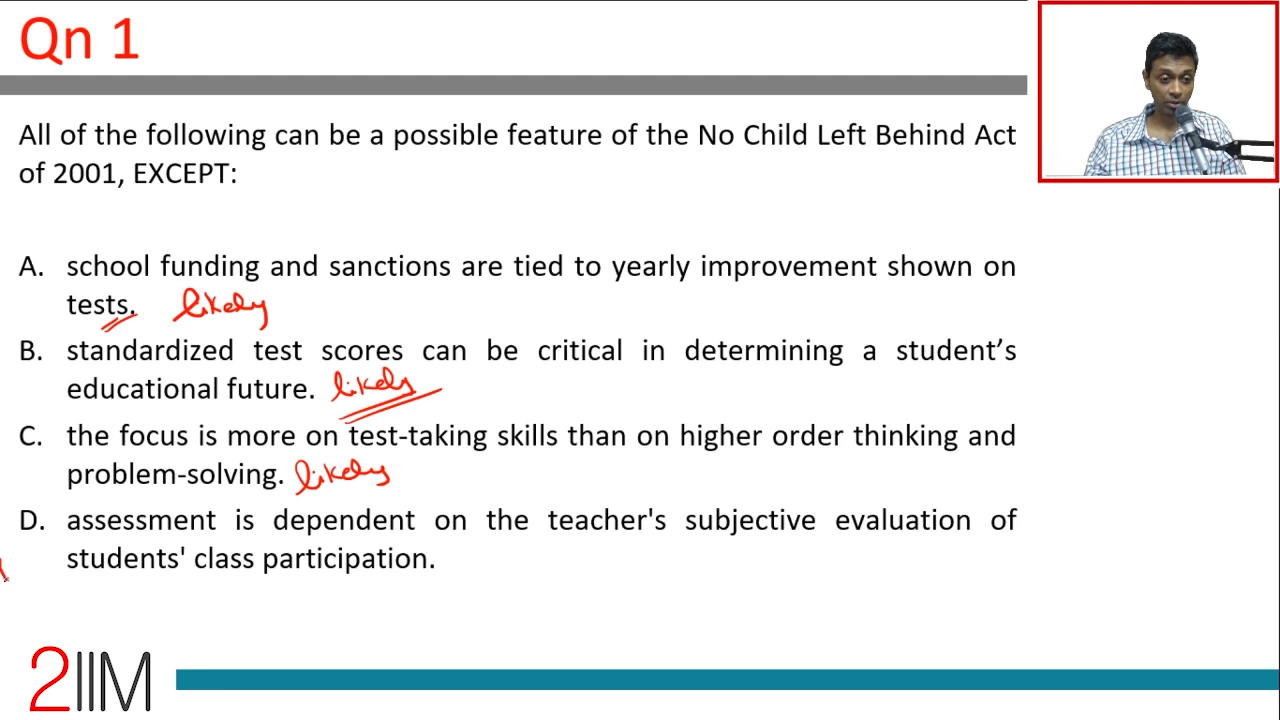 Qn 1
All of the following can be a possible feature of the No Child Left Behind Act
of 2001, EXCEPT:
A. school funding and sanctions are tied to yearly improvement shown on
tests. likely
B. standardized test scores can be critical in determining a student’s
educational future. likely
C. the focus is more on test-taking skills than on higher order thinking and
problem-solving. likely
D. assessment is dependent on the teacher's subjective evaluation of
students' class participation.
2IIM